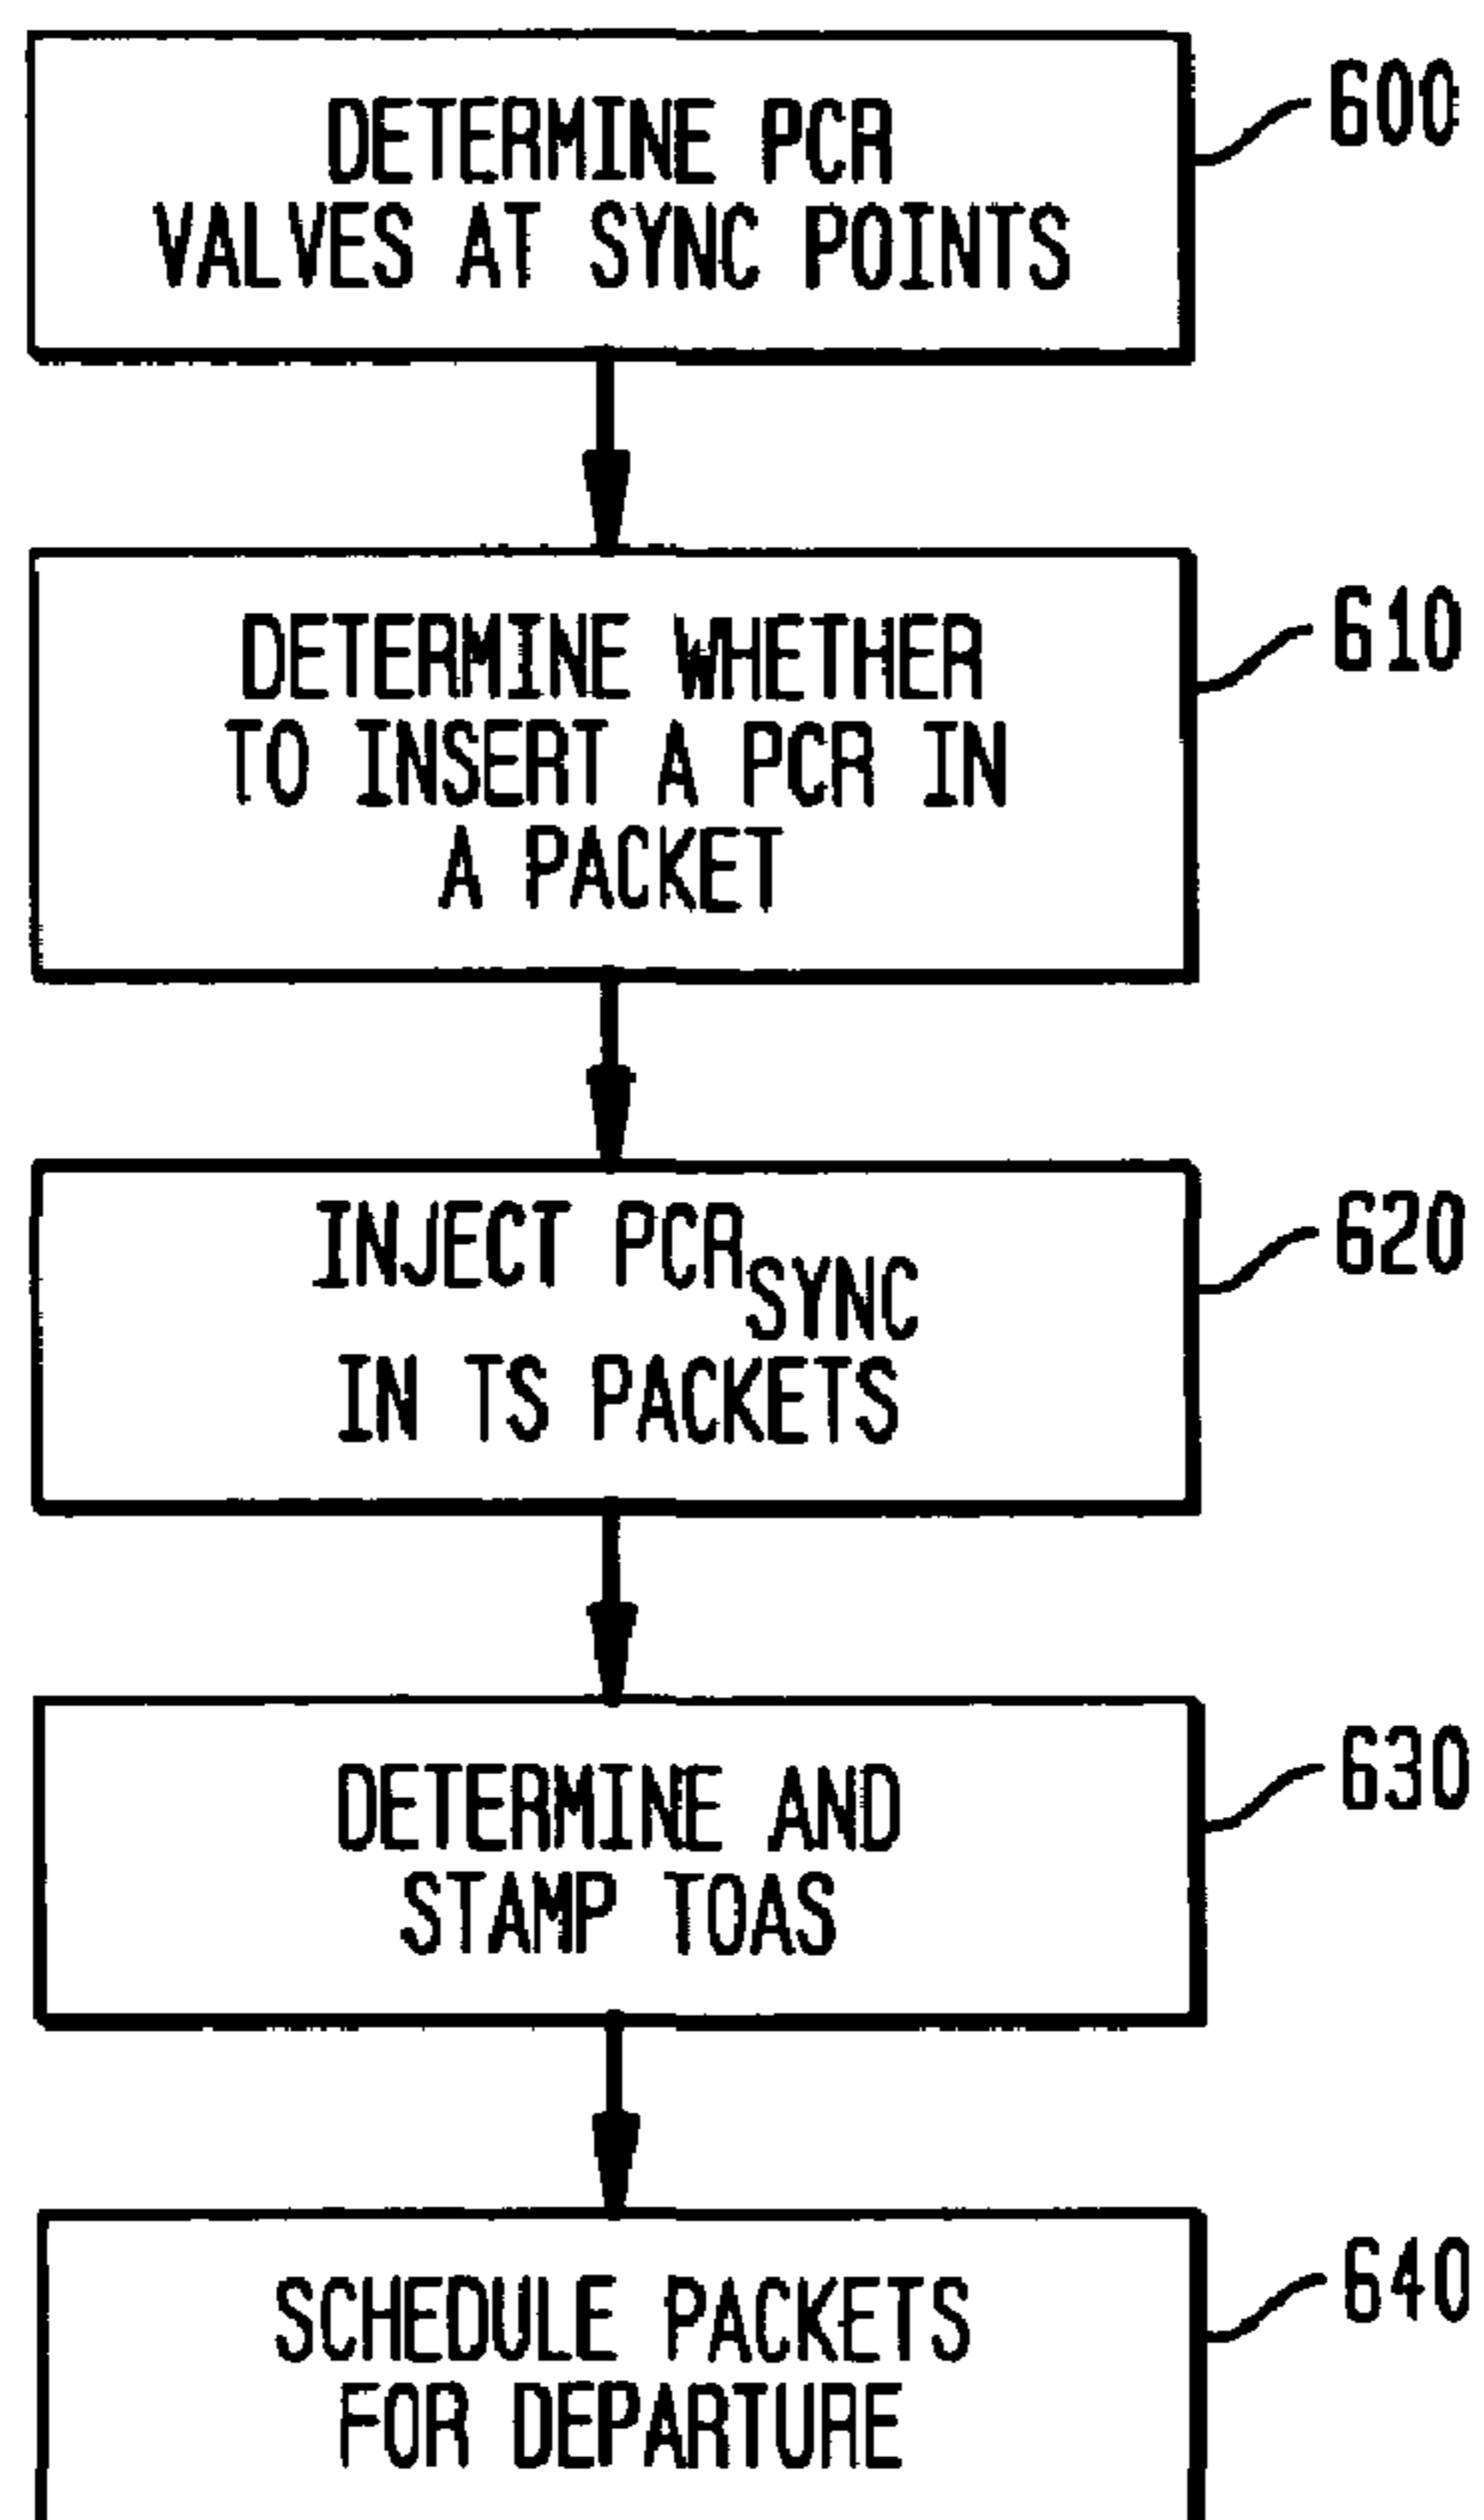 DETERMINE PCR
VALVES AT SYNC POINTS
600
DETERMINE WHETHER
TO INSERT A PCR IN
A PACKET
610
INJECT PCRSYNC
IN TS PACKETS
620
DETERMINE AND
STAMP TOAS
630
SCHEDULE PACKETS
FOR DEPARTURE
640